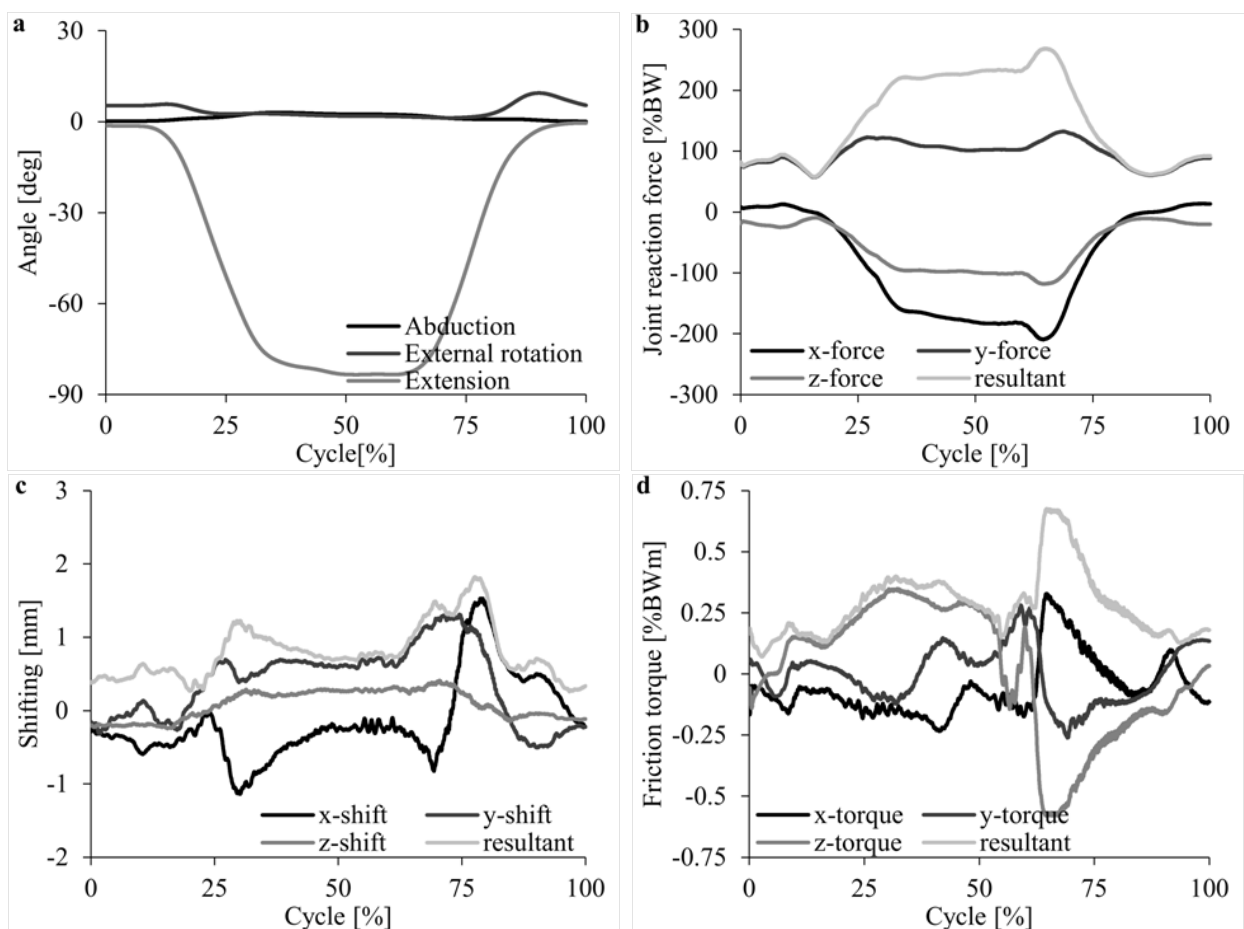 a
30
0
-30
-60
-90
Angle [deg]
Abduction
External rotation
Extension
0 25 50 75 100
Cycle[%]
b
300
200
100
0
-100
-200
-300
Joint reaction force [%BW]
x-force y-force
z-force resultant
0 25 50 75 100
Cycle [%]
c
3
2
1
0
-1
-2
Shifting [mm]
x-shift y-shift
z-shift resultant
0 25 50 75 100
Cycle [%]
d
0.75
0.5
0.25
0
-0.25
-0.5
-0.75
Friction torque [%BWm]
x-torque y-torque
z-torque resultant
0 25 50 75 100
Cycle [%]